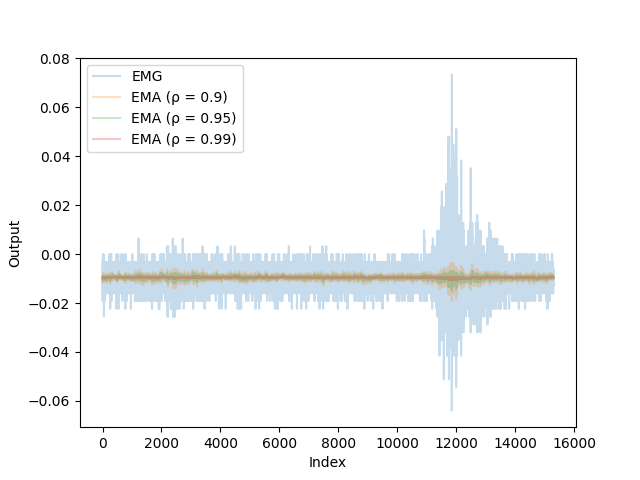 0.08
0.06
0.04
0.02
0.00
−0.02
−0.04
−0.06
Output
EMG
EMA (ρ = 0.9)
EMA (ρ = 0.95)
EMA (ρ = 0.99)
0 2000 4000 6000 8000 10000 12000 14000 16000
Index